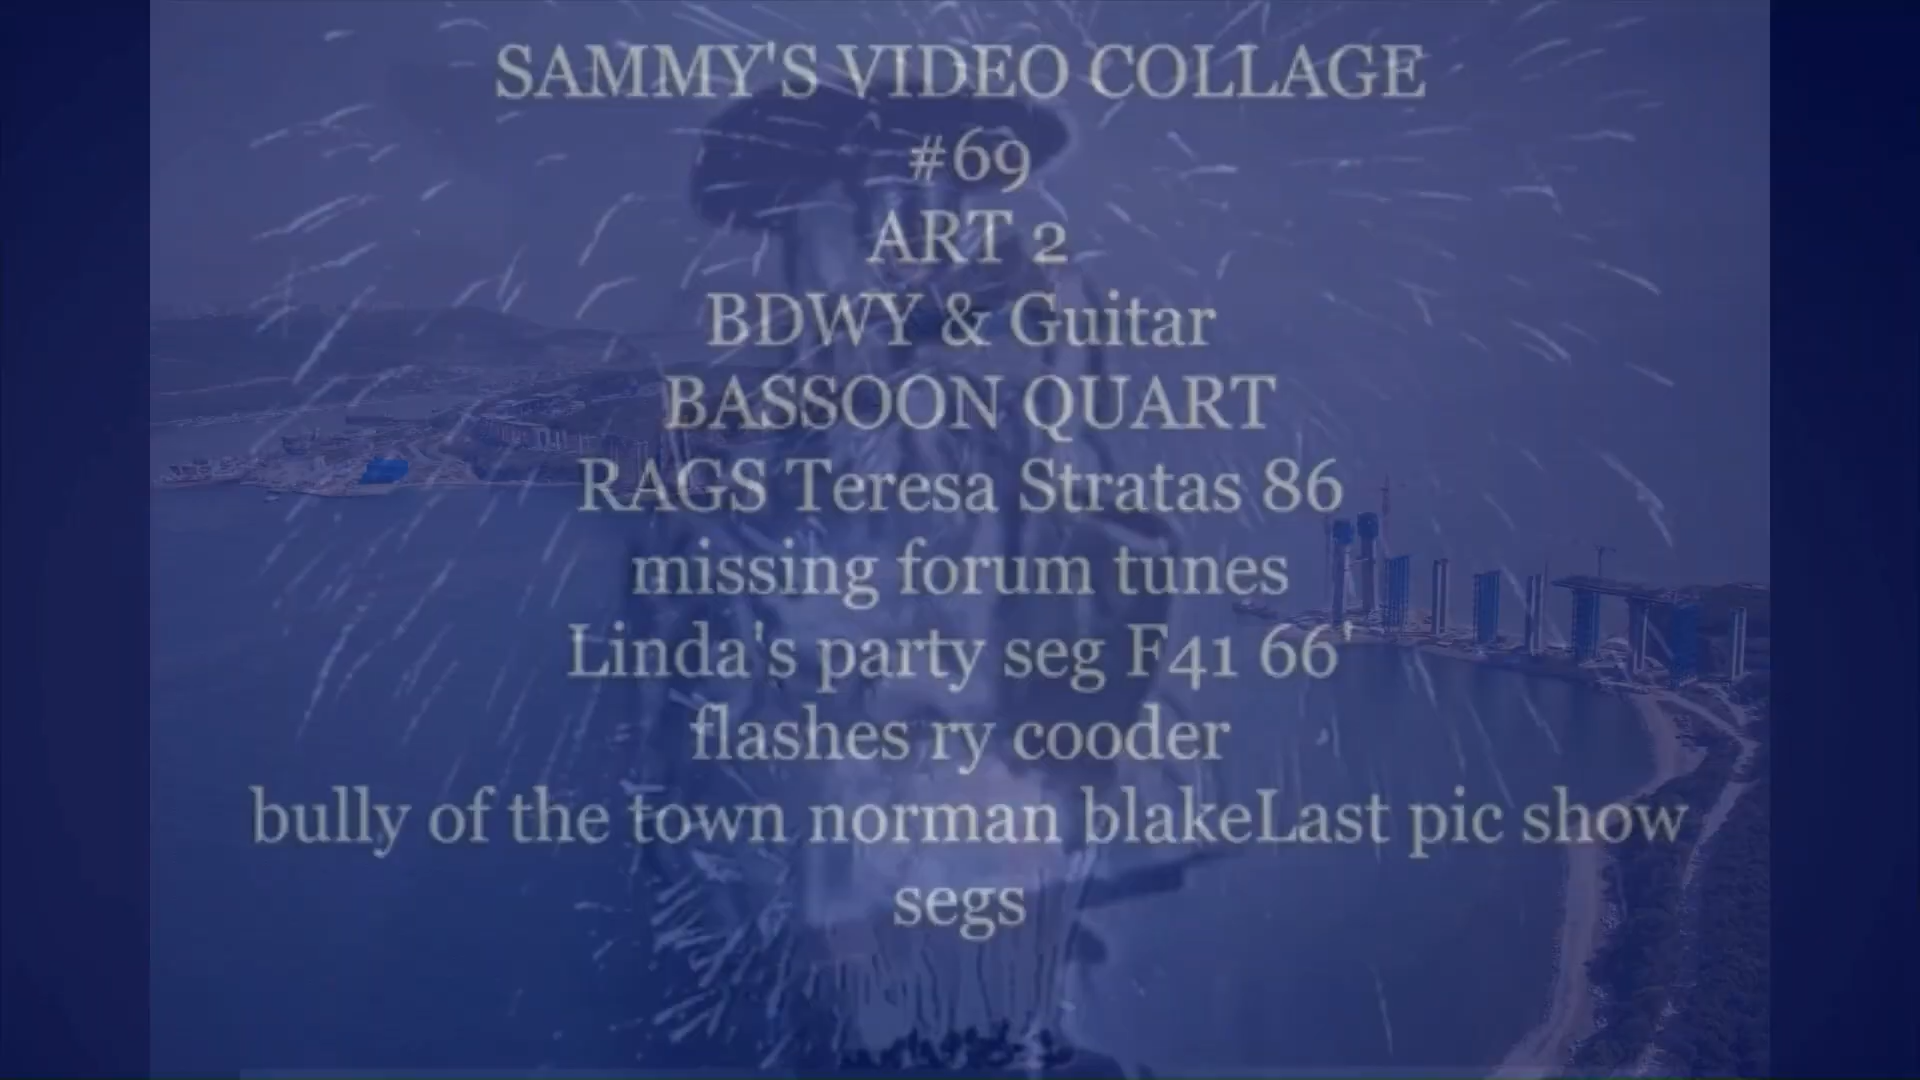 SAMMY'S VIDEO COLLAGE
#69
ART 2
BDWY & Guitar
BASSOON QUART
RAGS Teresa Stratas 86
missing forum tunes
Linda's party seg F41 66'
flashes ry cooder
bully of the town norman blakeLast pic show
segs